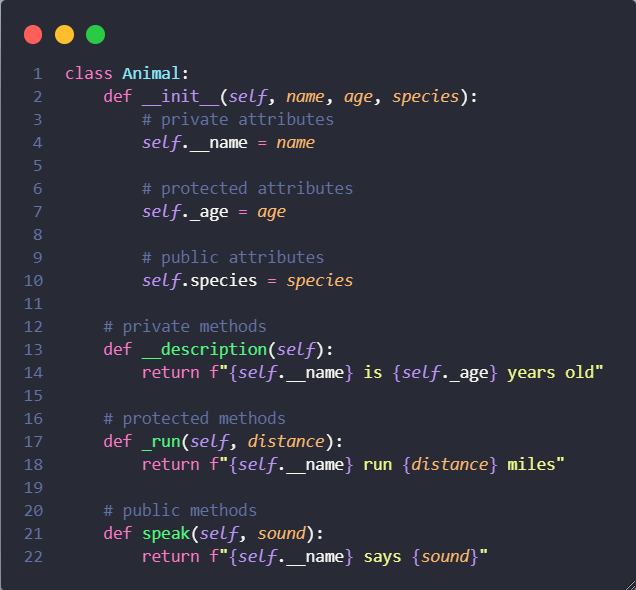 1 class Animal:
2     def __init__(self, name, age, species):
3         # private attributes
4         self.__name = name
5
6         # protected attributes
7         self._age = age
8
9         # public attributes
10         self.species = species
11
12     # private methods
13     def __description(self):
14         return f"{self.__name} is {self._age} years old"
15
16     # protected methods
17     def _run(self, distance):
18         return f"{self.__name} run {distance} miles"
19
20     # public methods
21     def speak(self, sound):
22         return f"{self.__name} says {sound}"